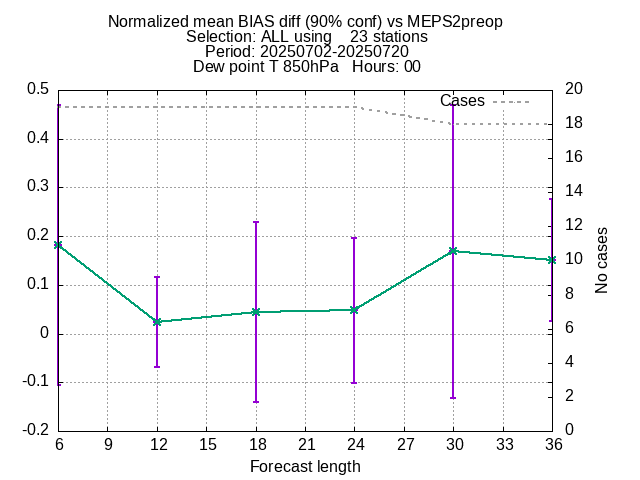 Normalized mean BIAS diff (90% conf) vs MEPS2preop
Selection: ALL using    23 stations
Period: 20250702-20250720
Dew point T 850hPa   Hours: 00
Cases
0.5
0.4
0.3
0.2
0.1
0
-0.1
-0.2
20
18
16
14
12
10
8
6
4
2
0
No cases
6 9 12 15 18 21 24 27 30 33 36
Forecast length